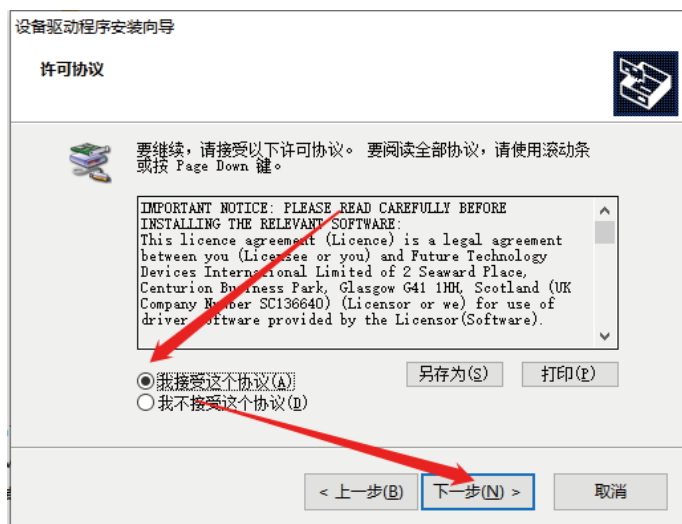 设备驱动程序安装向导
许可协议
要继续，请接受以下许可协议。 要阅读全部协议，请使用滚动条
或按 Page Down 键。
IMPORTANT NOTICE: PLEASE READ CAREFULLY BEFORE
INSTALLING THE RELEVANT SOFTWARE:
This licence agreement (Licence) is a legal agreement
between you (Licensee or you) and Future Technology
Devices International Limited of 2 Seaward Place,
Centurion Business Park, Glasgow G41 1HH, Scotland (UK
Company Number SC136640) (Licensor or we) for use of
driver software provided by the Licensor(Software).
我接受这个协议(A)
另存为(S)
打印(P)
我不接受这个协议(D)
< 上一步(B)
下一步(N) >
取消